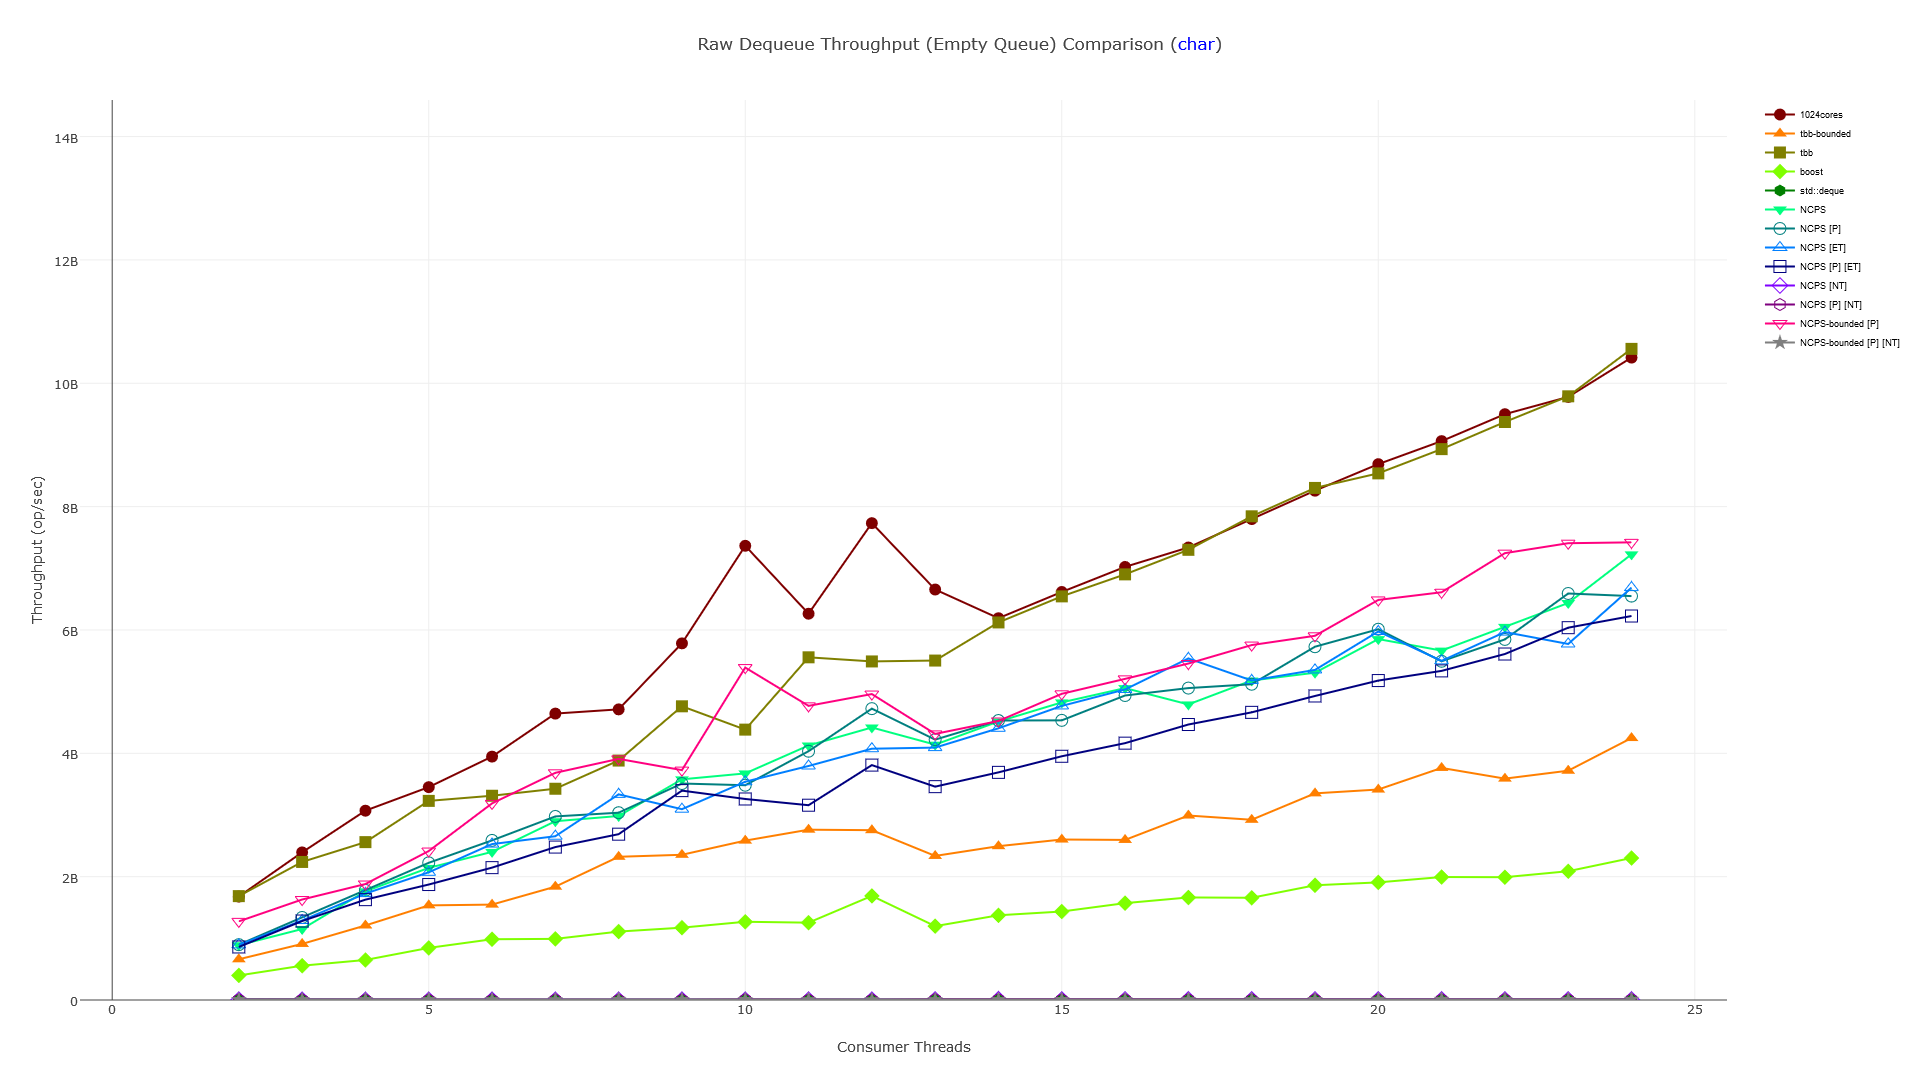 Raw Dequeue Throughput (Empty Queue) Comparison (char)
14B
12B
10B
8B
6B
4B
2B
0
Throughput (op/sec)
0
5
10
15
20
25
Consumer Threads
1024cores
tbb-bounded
tbb
boost
std::deque
NCPS
NCPS [P]
NCPS [ET]
NCPS [P] [ET]
NCPS [NT]
NCPS [P] [NT]
NCPS-bounded [P]
NCPS-bounded [P] [NT]